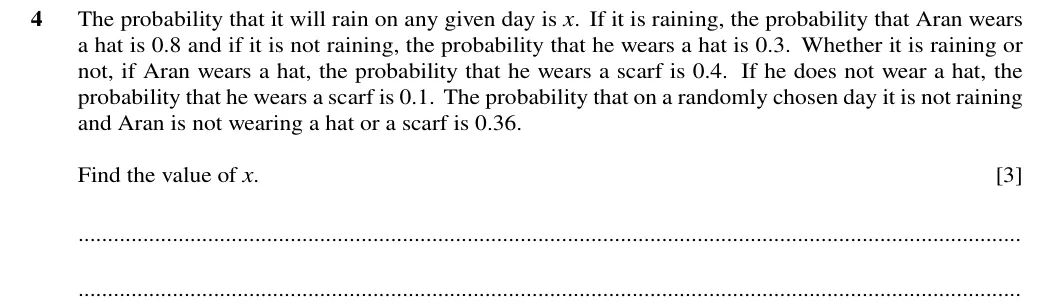 4 The probability that it will rain on any given day is x. If it is raining, the probability that Aran wears
a hat is 0.8 and if it is not raining, the probability that he wears a hat is 0.3. Whether it is raining or
not, if Aran wears a hat, the probability that he wears a scarf is 0.4. If he does not wear a hat, the
probability that he wears a scarf is 0.1. The probability that on a randomly chosen day it is not raining
and Aran is not wearing a hat or a scarf is 0.36.
Find the value of x. [3]